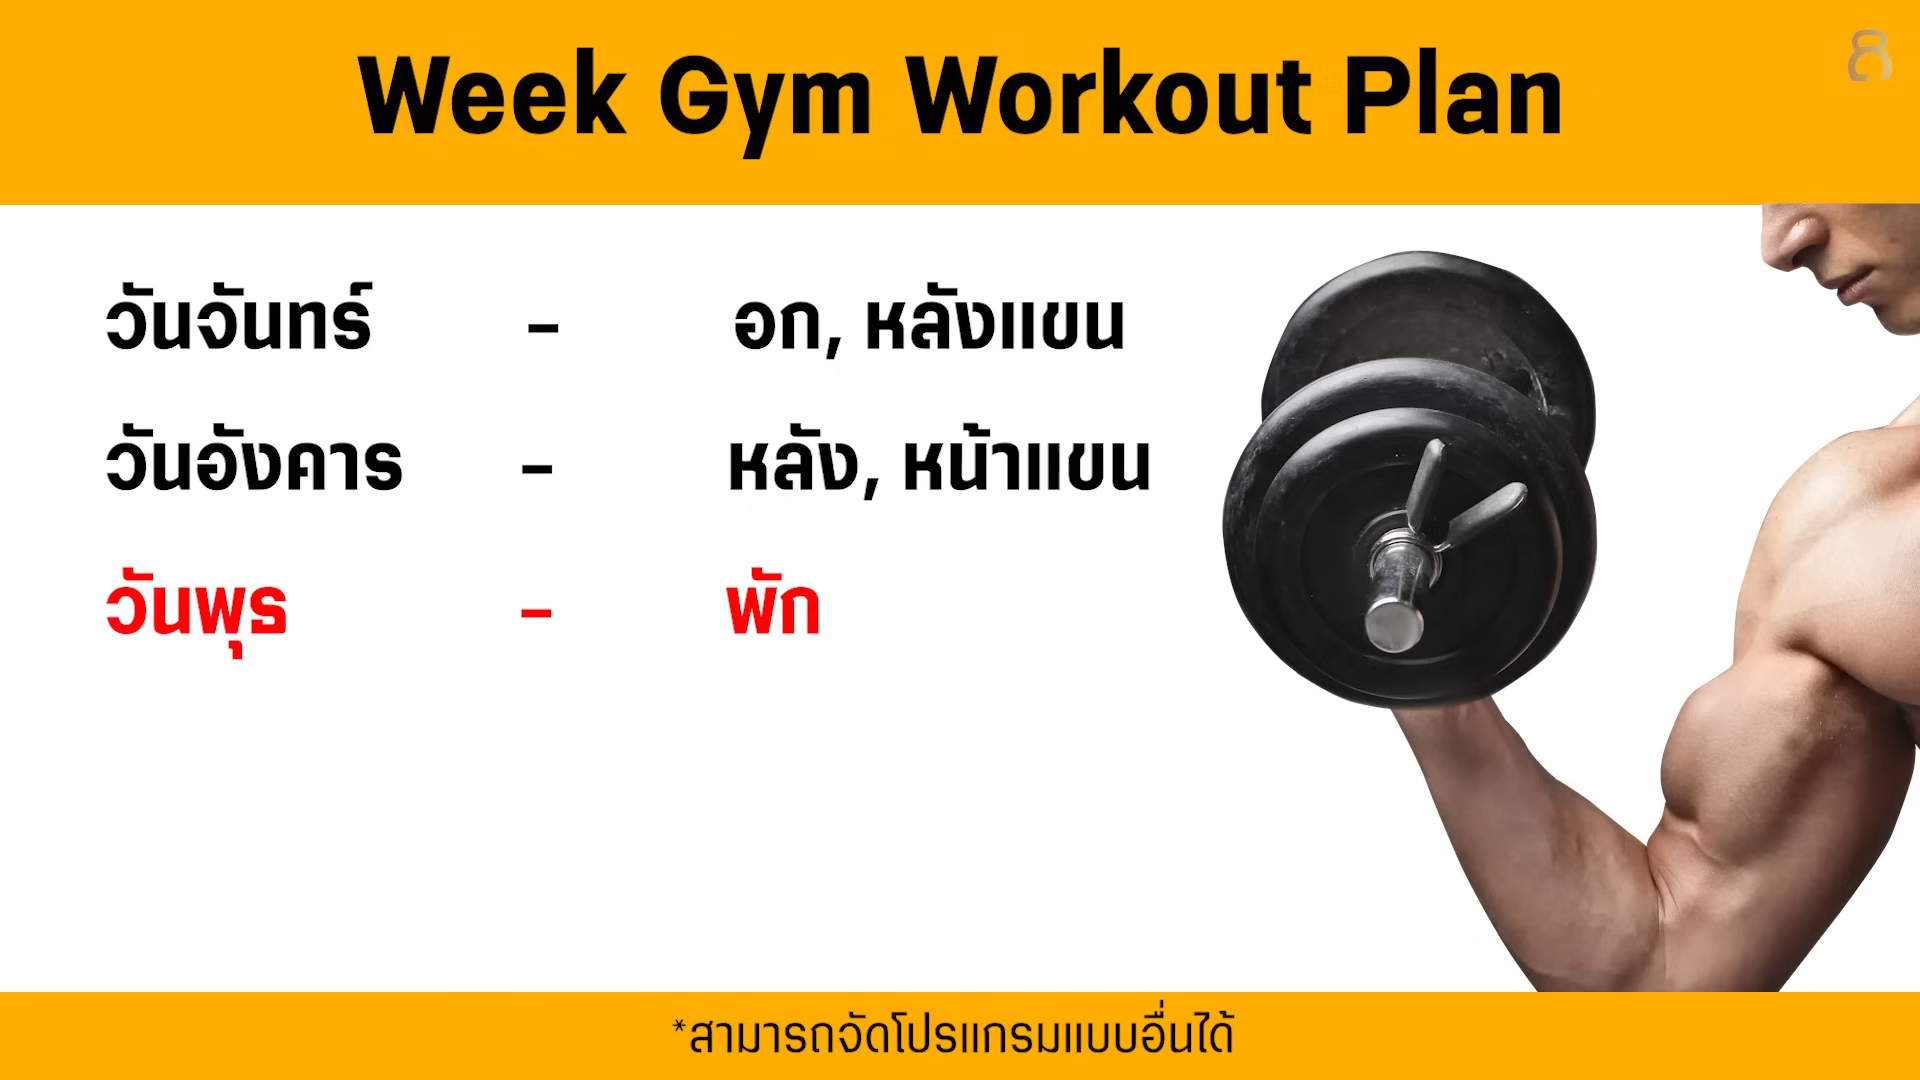 Week Gym Workout Plan
วันจันทร์ - อก, หลังแขน
วันอังคาร - หลัง, หน้าแขน
วันพุธ - พัก
*สามารถจัดโปรแกรมแบบอื่นได้